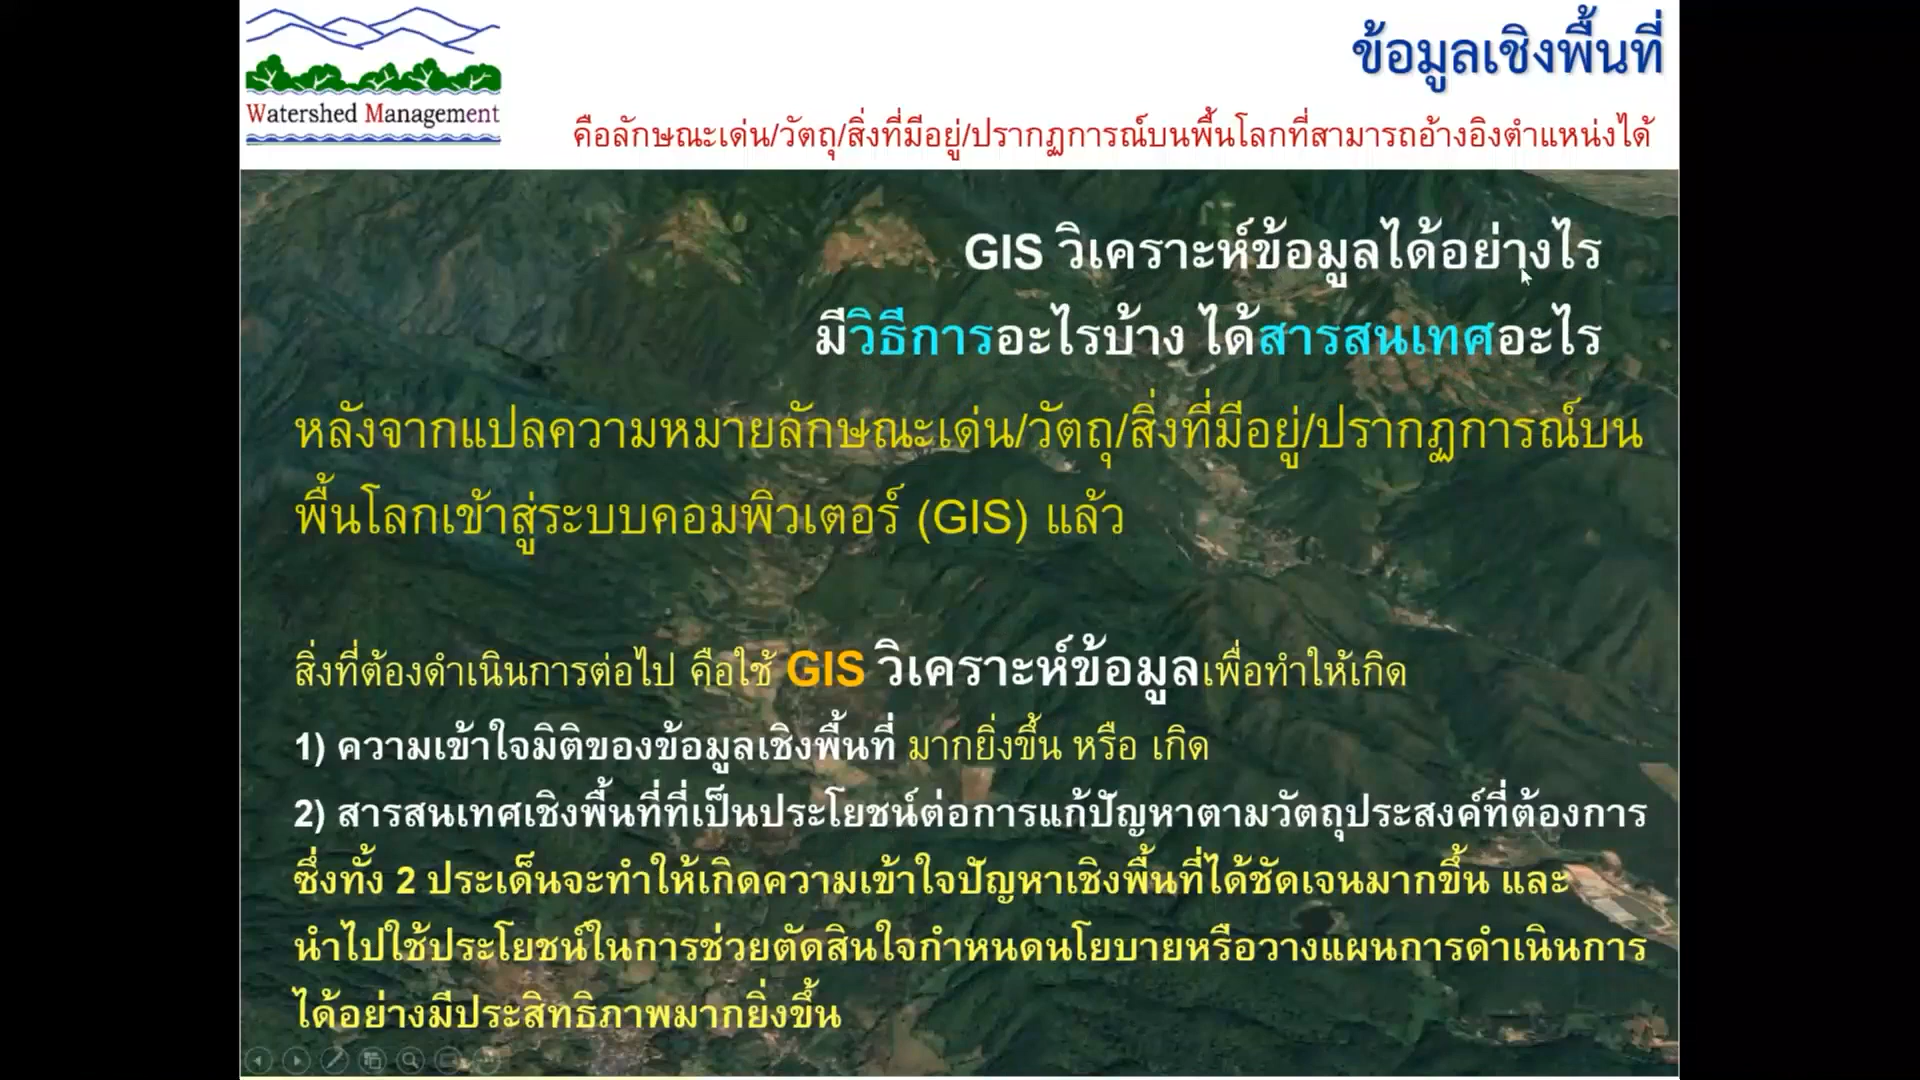 ข้อมูลเชิงพื้นที่
Watershed Management
คือลักษณะเด่น/วัตถุ/สิ่งที่มีอยู่/ปรากฏการณ์บนพื้นโลกที่สามารถอ้างอิงตำแหน่งได้
GIS วิเคราะห์ข้อมูลได้อย่างไร
มีวิธีการอะไรบ้าง ได้สารสนเทศอะไร
หลังจากแปลความหมายลักษณะเด่น/วัตถุ/สิ่งที่มีอยู่/ปรากฏการณ์บน
พื้นโลกเข้าสู่ระบบคอมพิวเตอร์ (GIS) แล้ว
สิ่งที่ต้องดำเนินการต่อไป คือใช้ GIS วิเคราะห์ข้อมูลเพื่อทำให้เกิด
1) ความเข้าใจมิติของข้อมูลเชิงพื้นที่ มากยิ่งขึ้น หรือ เกิด
2) สารสนเทศเชิงพื้นที่ที่เป็นประโยชน์ต่อการแก้ปัญหาตามวัตถุประสงค์ที่ต้องการ
ซึ่งทั้ง 2 ประเด็นจะทำให้เกิดความเข้าใจปัญหาเชิงพื้นที่ได้ชัดเจนมากขึ้น และ
นำไปใช้ประโยชน์ในการช่วยตัดสินใจกำหนดนโยบายหรือวางแผนการดำเนินการ
ได้อย่างมีประสิทธิภาพมากยิ่งขึ้น